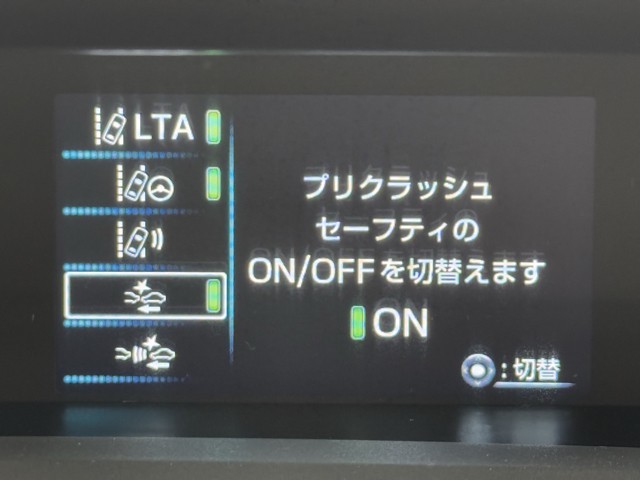 LTA
プリクラッシュ
セーフティの
ON/OFFを切替えます
ON
:切替